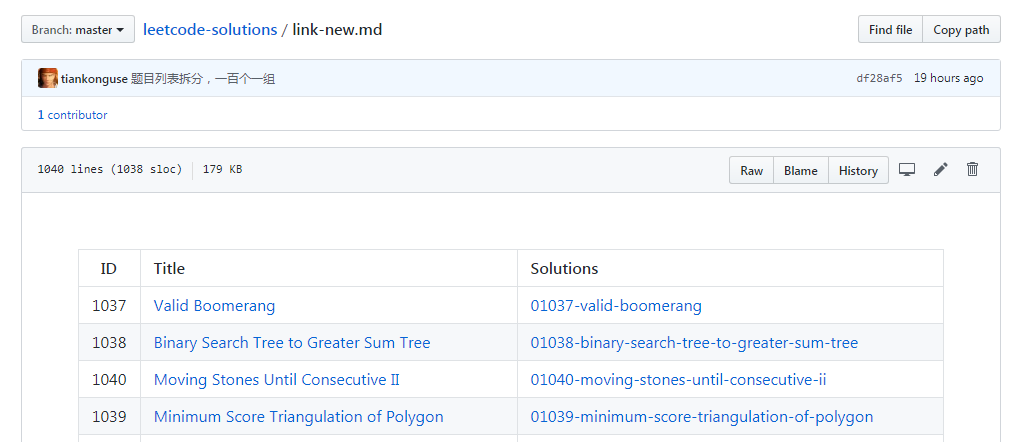 Branch: master leetcode-solutions / link-new.md Find file Copy path
tiankonguse 题目列表拆分，一百个一组 df28af5 19 hours ago
1 contributor
1040 lines (1038 sloc) 179 KB Raw Blame History
ID Title Solutions
1037 Valid Boomerang 01037-valid-boomerang
1038 Binary Search Tree to Greater Sum Tree 01038-binary-search-tree-to-greater-sum-tree
1040 Moving Stones Until Consecutive II 01040-moving-stones-until-consecutive-ii
1039 Minimum Score Triangulation of Polygon 01039-minimum-score-triangulation-of-polygon